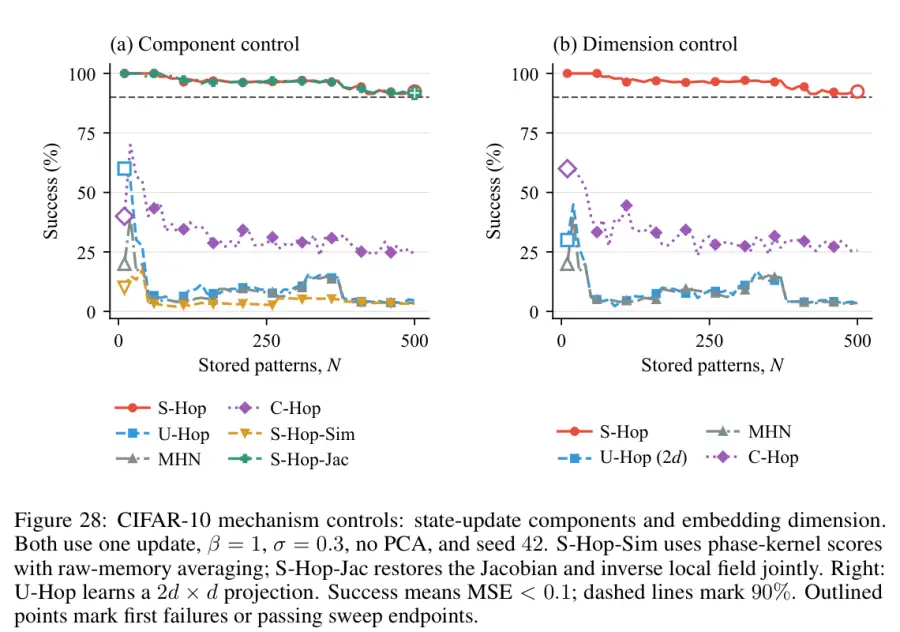 (a) Component control
(b) Dimension control
100
75
50
25
0
Success (%)
0
250
500
Stored patterns, N
100
75
50
25
0
Success (%)
0
250
500
Stored patterns, N
S-Hop
C-Hop
U-Hop
S-Hop-Sim
MHN
S-Hop-Jac
S-Hop
MHN
U-Hop (2d)
C-Hop
Figure 28: CIFAR-10 mechanism controls: state-update components and embedding dimension.
Both use one update, β = 1, σ = 0.3, no PCA, and seed 42. S-Hop-Sim uses phase-kernel scores
with raw-memory averaging; S-Hop-Jac restores the Jacobian and inverse local field jointly. Right:
U-Hop learns a 2d × d projection. Success means MSE < 0.1; dashed lines mark 90%. Outlined
points mark first failures or passing sweep endpoints.